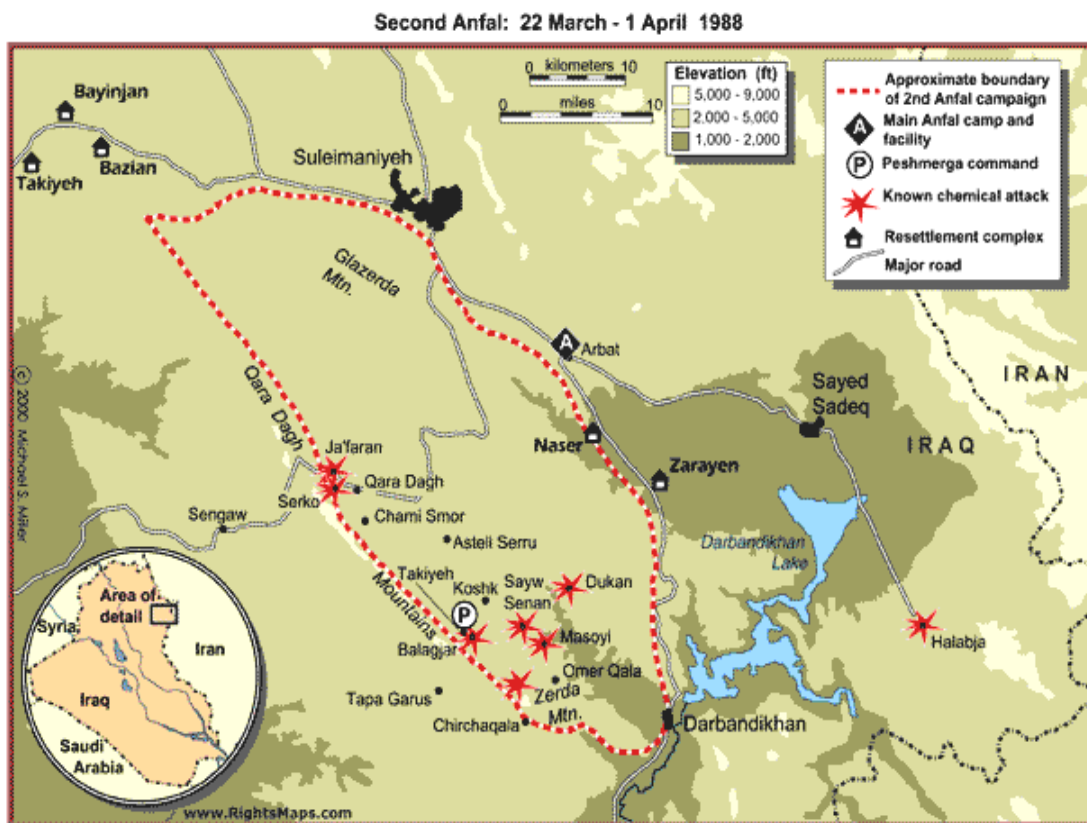 Second Anfal: 22 March - 1 April 1988
0 kilometers 10
0 miles 10
Elevation (ft)
5,000 - 9,000
2,000 - 5,000
1,000 - 2,000
Approximate boundary
of 2nd Anfal campaign
A
Main Anfal camp and
facility
P
Peshmerga command
Known chemical attack
Resettlement complex
Major road
Bayinjan
Bazian
Takiyeh
Suleimaniyeh
Glazerda
Mtn.
A
Arbat
Sayed
Sadeq
IRAN
IRAQ
Qara Dagh
Mountains
Naser
Zarayen
Ja'faran
Serko
Qara Dagh
Sengaw
Chami Smor
Asteli Serru
Darbandikhan
Lake
Takiyeh
Koshk
Sayw
Senan
Dukan
P
Balagjar
Masoyi
Halabja
Omer Qala
Tapa Garus
Zerda
Mtn.
Chirchaqala
Darbandikhan
Area of
detail
Syria
Iran
Iraq
Saudi
Arabia
www.RightsMaps.com
© 2000 Michael S. Miller